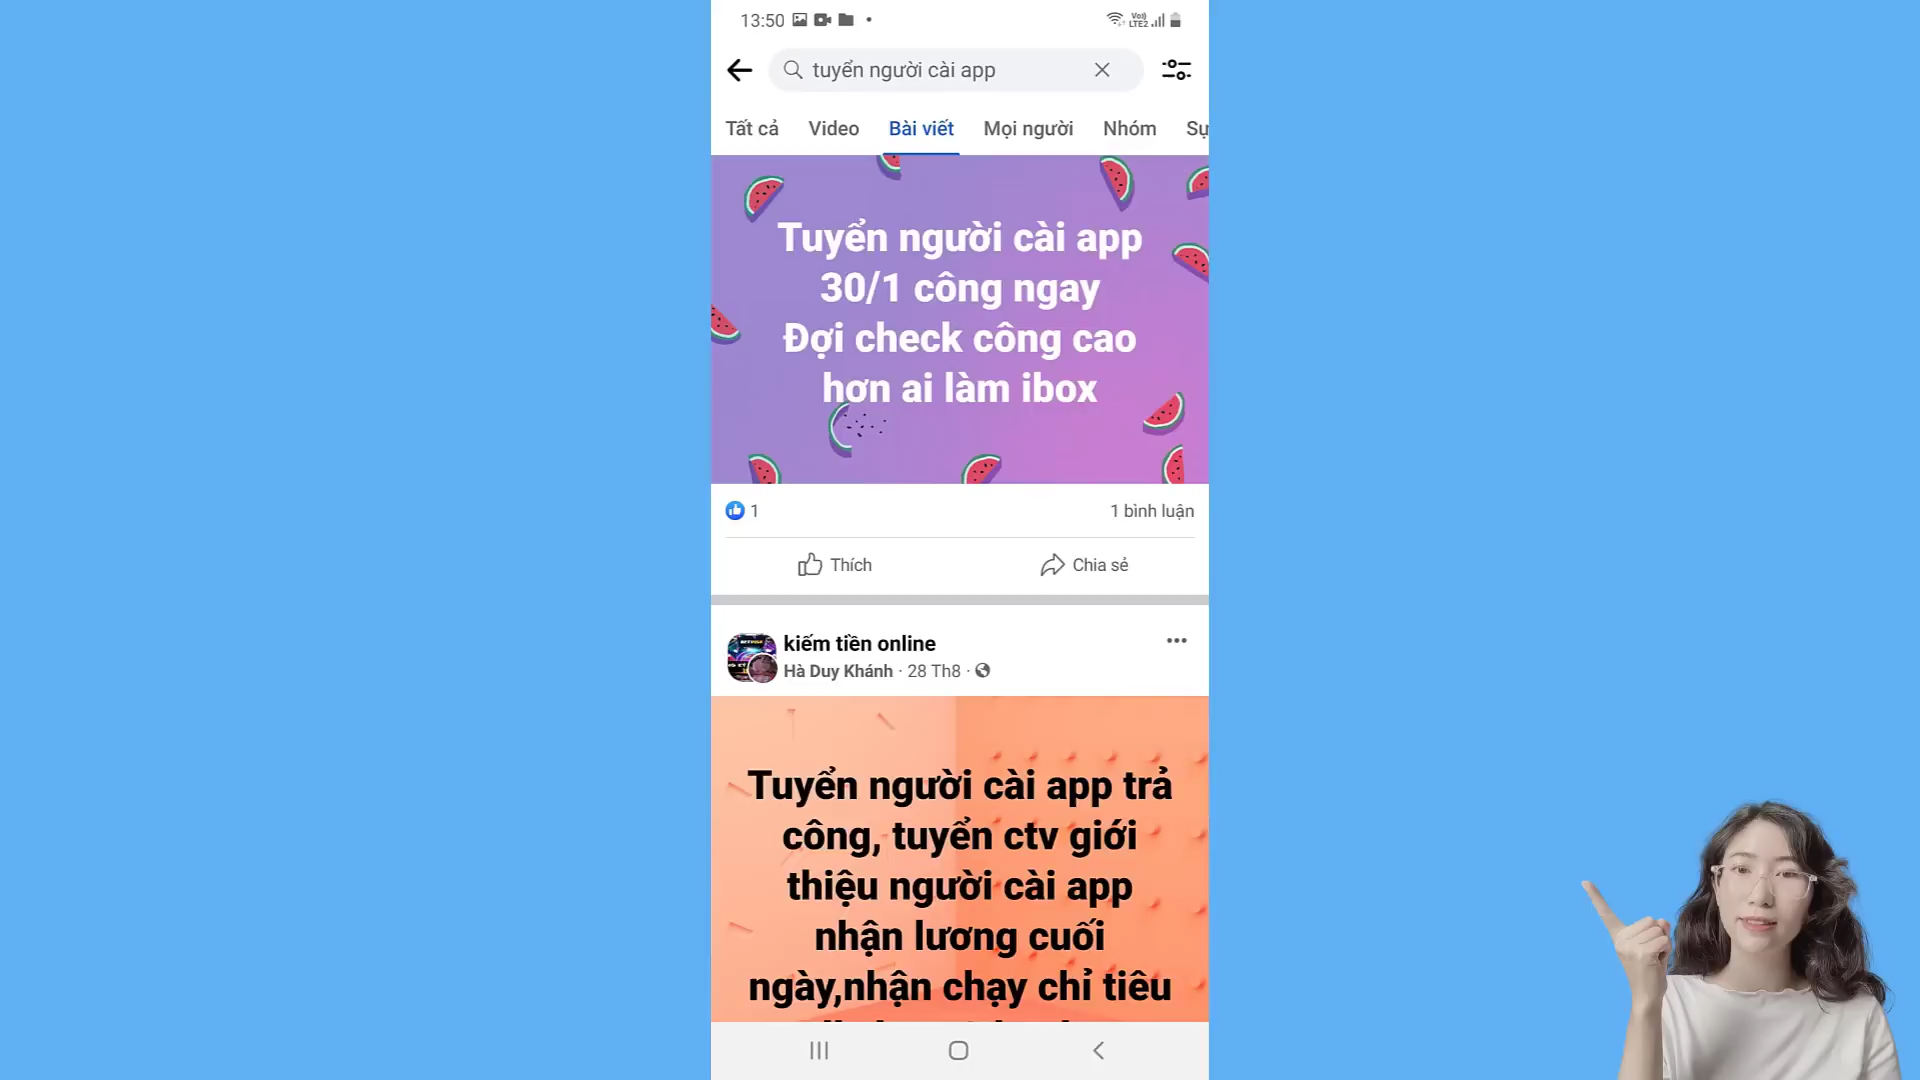 13:50
Vo)) LTE2
tuyển người cài app
Tất cả Video Bài viết Mọi người Nhóm Sự
Tuyển người cài app
30/1 công ngay
Đợi check công cao
hơn ai làm ibox
1 1 bình luận
Thích Chia sẻ
kiếm tiền online
Hà Duy Khánh · 28 Th8 ·
Tuyển người cài app trả
công, tuyển ctv giới
thiệu người cài app
nhận lương cuối
ngày,nhận chạy chỉ tiêu